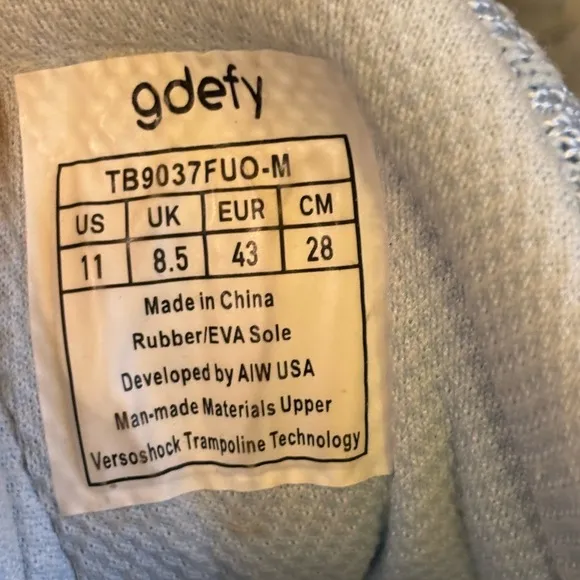 gdefy
TB9037FUO-M
US UK EUR CM
11 8.5 43 28
Made in China
Rubber/EVA Sole
Developed by AIW USA
Man-made Materials Upper
Versoshock Trampoline Technology